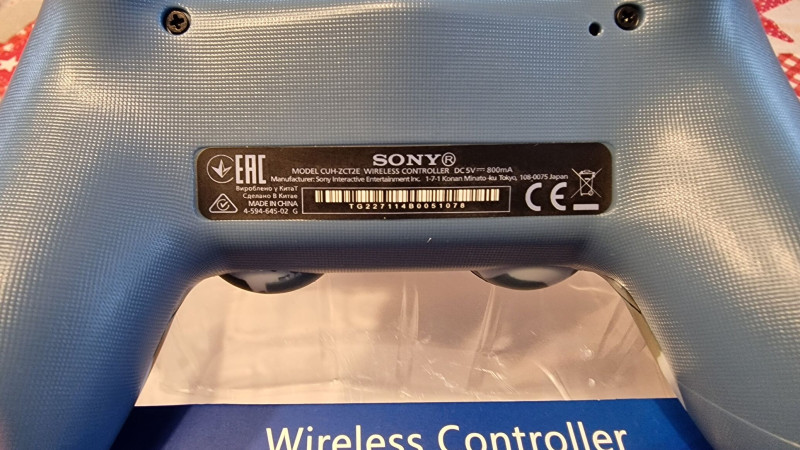 SONY®
MODEL CUH-ZCT2E WIRELESS CONTROLLER DC5V⎓800mA
Manufacturer: Sony Interactive Entertainment Inc. 1-7-1 Konan Minato-ku Tokyo, 108-0075 Japan
EAC
Вироблено у КитаТ
Сделано В Китае
MADE IN CHINA
4-594-645-02 G
TG227114B0051078
CE
Wireless Controller